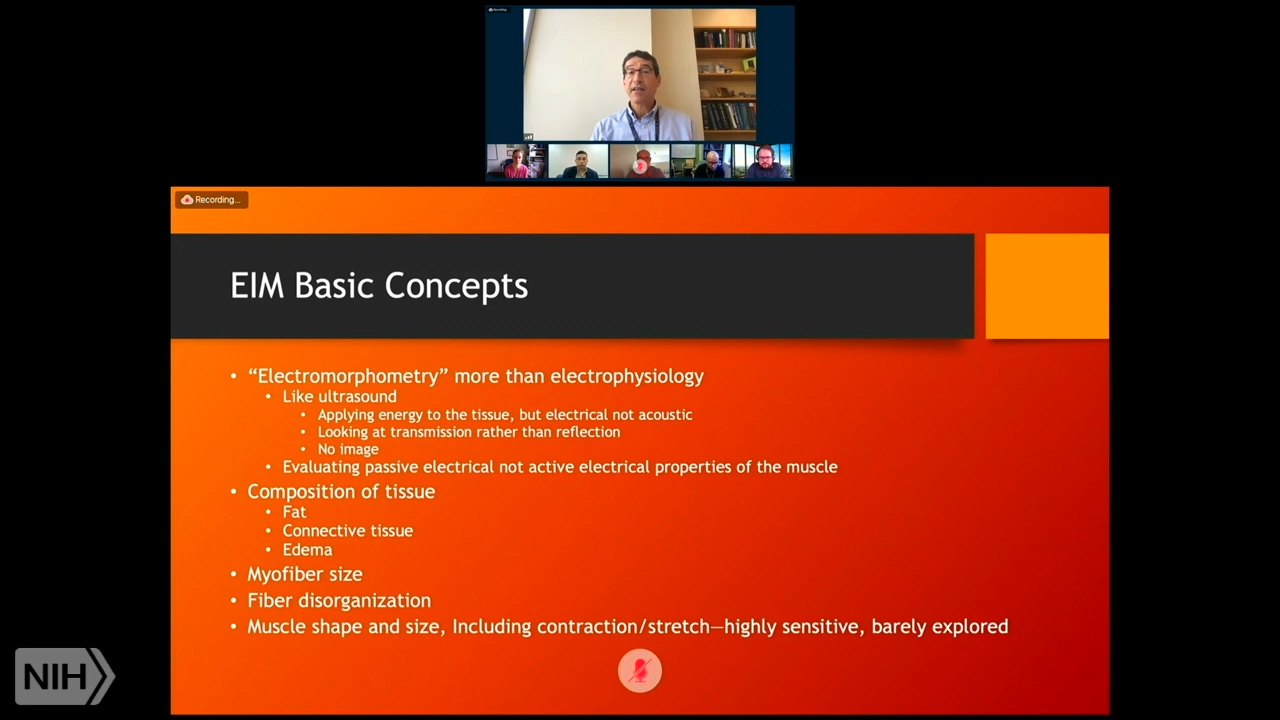 Recording...
EIM Basic Concepts
• “Electromorphometry” more than electrophysiology
• Like ultrasound
• Applying energy to the tissue, but electrical not acoustic
• Looking at transmission rather than reflection
• No image
• Evaluating passive electrical not active electrical properties of the muscle
• Composition of tissue
• Fat
• Connective tissue
• Edema
• Myofiber size
• Fiber disorganization
• Muscle shape and size, Including contraction/stretch—highly sensitive, barely explored
NIH